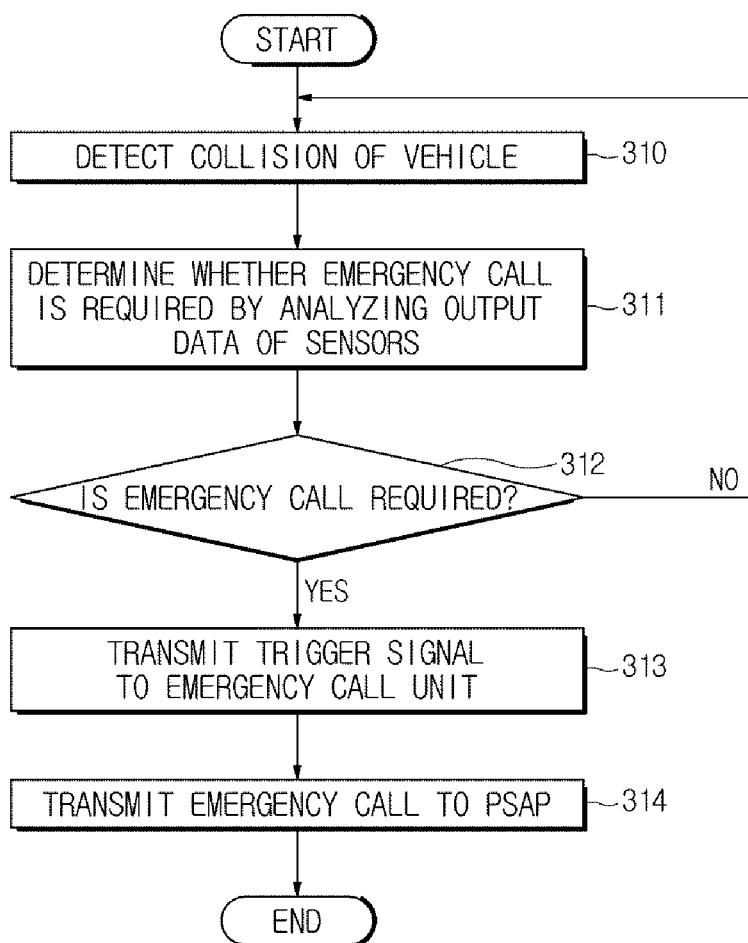 START
DETECT COLLISION OF VEHICLE
310
DETERMINE WHETHER EMERGENCY CALL
IS REQUIRED BY ANALYZING OUTPUT
DATA OF SENSORS
311
312
IS EMERGENCY CALL REQUIRED?
NO
YES
TRANSMIT TRIGGER SIGNAL
TO EMERGENCY CALL UNIT
313
TRANSMIT EMERGENCY CALL TO PSAP
314
END